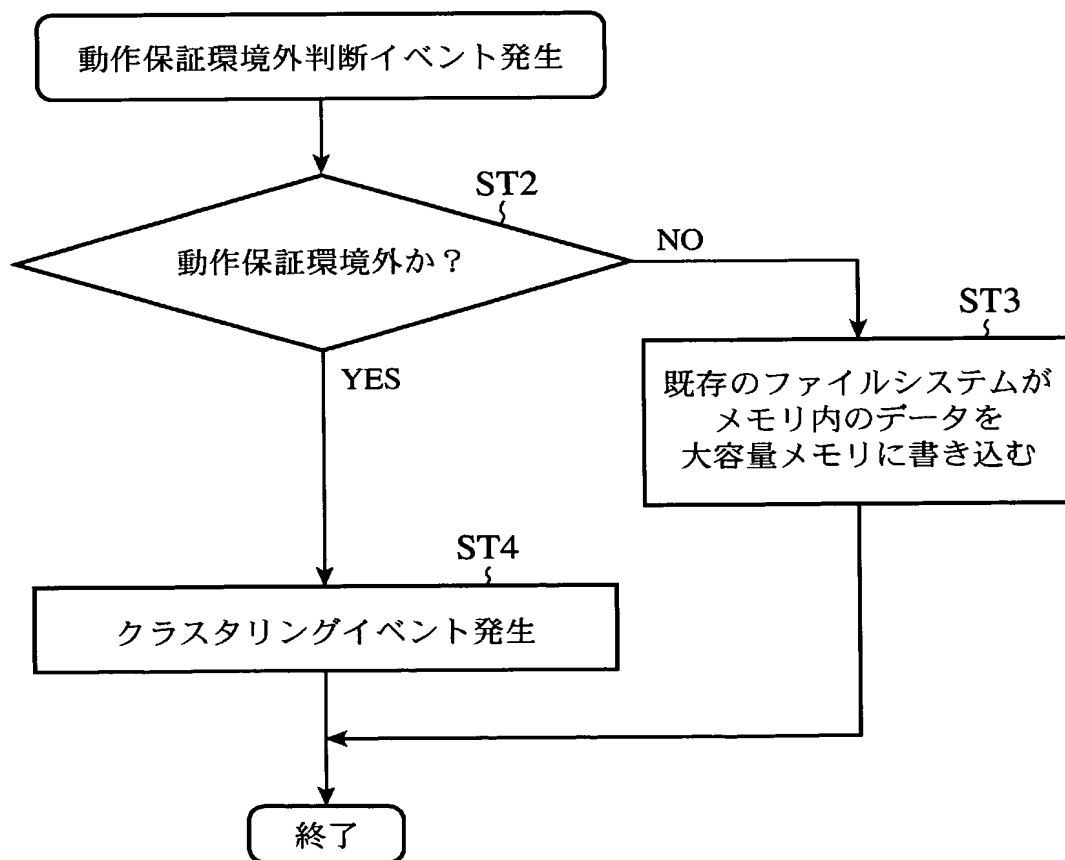 動作保証環境外判断イベント発生
ST2
動作保証環境外か？
NO
YES
ST3
既存のファイルシステムが
メモリ内のデータを
大容量メモリに書き込む
ST4
クラスタリングイベント発生
終了